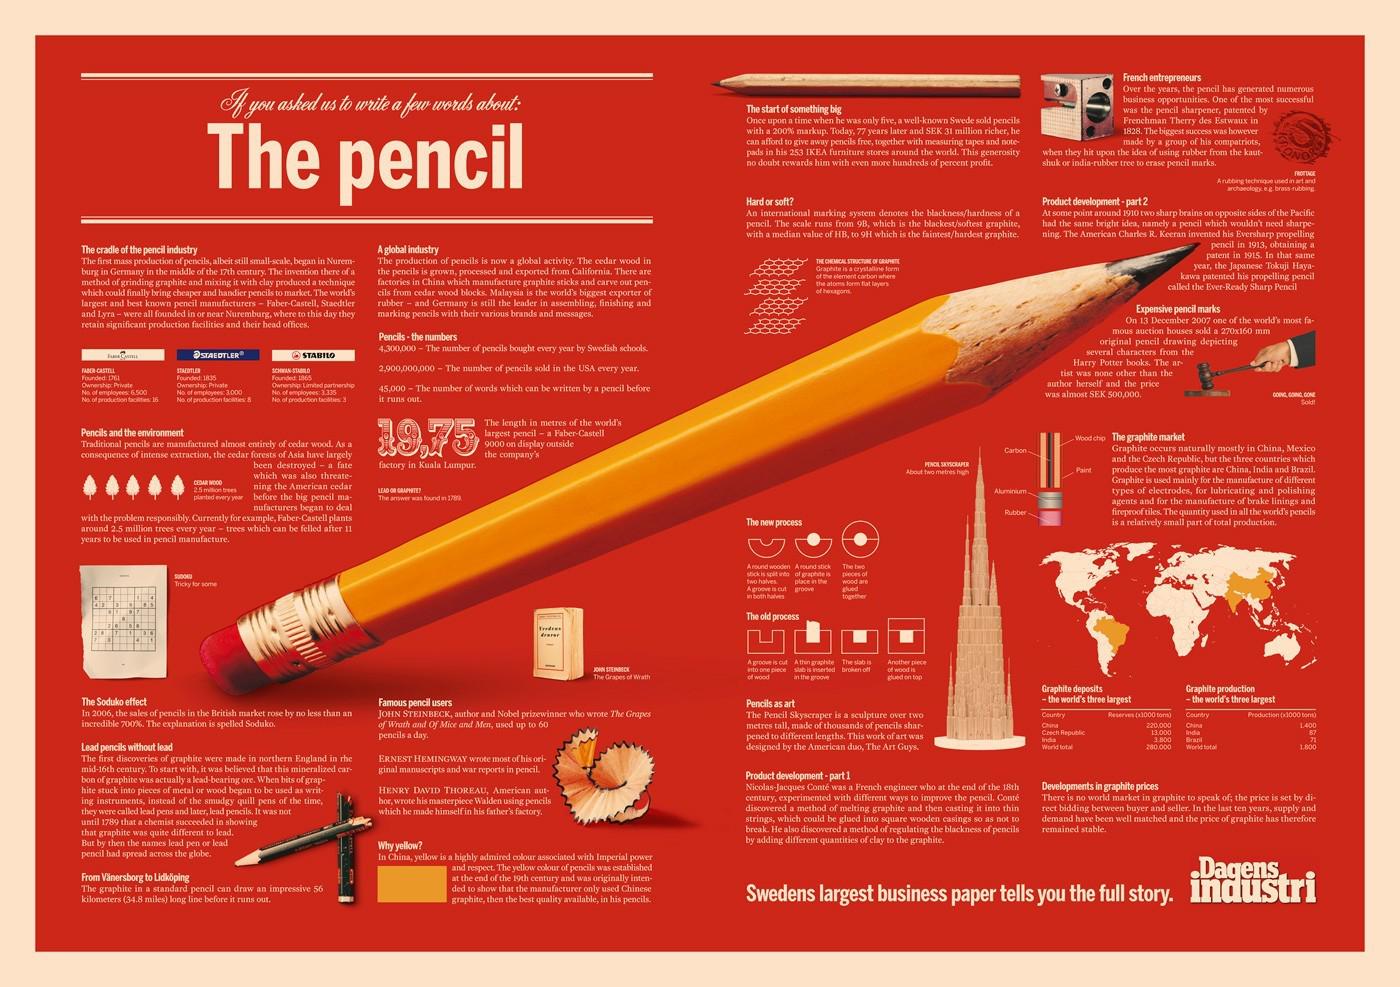 If you asked us to write a few words about:
The pencil
The cradle of the pencil industry
The first mass production of pencils, albeit still small-scale, began in Nurem-
burg in Germany in the middle of the 17th century. The invention there of a
method of grinding graphite and mixing it with clay produced a technique
which could finally bring cheaper and handier pencils to market. The world's
largest and best known pencil manufacturers – Faber-Castell, Staedtler
and Lyra – were all founded in or near Nuremburg, where to this day they
retain significant production facilities and their head offices.
FABER-CASTELL
STAEDTLER®
STABILO
FABER-CASTELL
Founded: 1761
Ownership: Private
No. of employees: 6,500
No. of production facilities: 16
STAEDTLER
Founded: 1835
Ownership: Private
No. of employees: 3,000
No. of production facilities: 8
SCHWAN-STABILO
Founded: 1865
Ownership: Limited partnership
No. of employees: 3,335
No. of production facilities: 3
Pencils and the environment
Traditional pencils are manufactured almost entirely of cedar wood. As a
consequence of intense extraction, the cedar forests of Asia have largely
been destroyed – a fate
which was also threate-
ning the American cedar
before the big pencil ma-
nufacturers began to deal
with the problem responsibly. Currently for example, Faber-Castell plants
around 2.5 million trees every year – trees which can be felled after 11
years to be used in pencil manufacture.
CEDAR WOOD
2.5 million trees
planted every year
SUDOKU
Tricky for some
The Soduko effect
In 2006, the sales of pencils in the British market rose by no less than an
incredible 700%. The explanation is spelled Soduko.
Lead pencils without lead
The first discoveries of graphite were made in northern England in rhe
mid-16th century. To start with, it was believed that this mineralized car-
bon of graphite was actually a lead-bearing ore. When bits of grap-
hite stuck into pieces of metal or wood began to be used as writ-
ing instruments, instead of the smudgy quill pens of the time,
they were called lead pens and later, lead pencils. It was not
until 1789 that a chemist succeeded in showing
that graphite was quite different to lead.
But by then the names lead pen or lead
pencil had spread across the globe.
From Vänersborg to Lidköping
The graphite in a standard pencil can draw an impressive 56
kilometers (34.8 miles) long line before it runs out.
A global industry
The production of pencils is now a global activity. The cedar wood in
the pencils is grown, processed and exported from California. There are
factories in China which manufacture graphite sticks and carve out pen-
cils from cedar wood blocks. Malaysia is the world's biggest exporter of
rubber – and Germany is still the leader in assembling, finishing and
marking pencils with their various brands and messages.
Pencils - the numbers
4,300,000 – The number of pencils bought every year by Swedish schools.
2,900,000,000 – The number of pencils sold in the USA every year.
45,000 – The number of words which can be written by a pencil before
it runs out.
19,75
The length in metres of the world's
largest pencil – a Faber-Castell
9000 on display outside
the company's
factory in Kuala Lumpur.
LEAD OR GRAPHITE?
The answer was found in 1789.
JOHN STEINBECK
The Grapes of Wrath
Famous pencil users
JOHN STEINBECK, author and Nobel prizewinner who wrote The Grapes
of Wrath and Of Mice and Men, used up to 60
pencils a day.
ERNEST HEMINGWAY wrote most of his ori-
ginal manuscripts and war reports in pencil.
HENRY DAVID THOREAU, American aut-
hor, wrote his masterpiece Walden using pencils
which he made himself in his father's factory.
Why yellow?
In China, yellow is a highly admired colour associated with Imperial power
and respect. The yellow colour of pencils was established
at the end of the 19th century and was originally inten-
ded to show that the manufacturer only used Chinese
graphite, then the best quality available, in his pencils.
The start of something big
Once upon a time when he was only five, a well-known Swede sold pencils
with a 200% markup. Today, 77 years later and SEK 31 million richer, he
can afford to give away pencils free, together with measuring tapes and note-
pads in his 253 IKEA furniture stores around the world. This generosity
no doubt rewards him with even more hundreds of percent profit.
Hard or soft?
An international marking system denotes the blackness/hardness of a
pencil. The scale runs from 9B, which is the blackest/softest graphite,
with a median value of HB, to 9H which is the faintest/hardest graphite.
THE CHEMICAL STRUCTURE OF GRAPHITE
Graphite is a crystalline form
of the element carbon where
the atoms form flat layers
of hexagons.
PENCIL SKYSCRAPER
About two metres high
The new process
A round wooden
stick is split into
two halves.
A groove is cut
in both halves
A round stick
of graphite is
place in the
groove
The two
pieces of
wood are
glued
together
The old process
A groove is cut
into one piece
of wood
A thin graphite
slab is inserted
in the groove
The slab is
broken off
Another piece
of wood is
glued on top
Pencils as art
The Pencil Skyscraper is a sculpture over two
metres tall, made of thousands of pencils shar-
pened to different lengths. This work of art was
designed by the American duo, The Art Guys.
Product development - part 1
Nicolas-Jacques Conté was a French engineer who at the end of the 18th
century, experimented with different ways to improve the pencil. Conté
discovered a method of melting graphite and then casting it into thin
strings, which could be glued into square wooden casings so as not to
break. He also discovered a method of regulating the blackness of pencils
by adding different quantities of clay to the graphite.
French entrepreneurs
Over the years, the pencil has generated numerous
business opportunities. One of the most successful
was the pencil sharpener, patented by
Frenchman Therry des Estwaux in
1828. The biggest success was however
made by a group of his compatriots,
when they hit upon the idea of using rubber from the kaut-
shuk or india-rubber tree to erase pencil marks.
FROTTAGE
A rubbing technique used in art and
archaeology, e.g. brass-rubbing.
Product development - part 2
At some point around 1910 two sharp brains on opposite sides of the Pacific
had the same bright idea, namely a pencil which wouldn't need sharpe-
ning. The American Charles R. Keeran invented his Eversharp propelling
pencil in 1913, obtaining a
patent in 1915. In that same
year, the Japanese Tokuji Haya-
kawa patented his propelling pencil
called the Ever-Ready Sharp Pencil
Expensive pencil marks
On 13 December 2007 one of the world's most fa-
mous auction houses sold a 270x160 mm
original pencil drawing depicting
several characters from the
Harry Potter books. The ar-
tist was none other than the
author herself and the price
was almost SEK 500,000.
GOING, GOING, GONE
Sold!
Wood chip
Carbon
Paint
Aluminium
Rubber
The graphite market
Graphite occurs naturally mostly in China, Mexico
and the Czech Republic, but the three countries which
produce the most graphite are China, India and Brazil.
Graphite is used mainly for the manufacture of different
types of electrodes, for lubricating and polishing
agents and for the manufacture of brake linings and
fireproof tiles. The quantity used in all the world's pencils
is a relatively small part of total production.
Graphite deposits
– the world's three largest
Country Reserves (x1000 tons)
China 220,000
Czech Republic 13,000
India 3,800
World total 280,000
Graphite production
– the world's three largest
Country Production (x1000 tons)
China 1,400
India 87
Brazil 71
World total 1,800
Developments in graphite prices
There is no world market in graphite to speak of; the price is set by di-
rect bidding between buyer and seller. In the last ten years, supply and
demand have been well matched and the price of graphite has therefore
remained stable.
Swedens largest business paper tells you the full story.
Dagens
industri